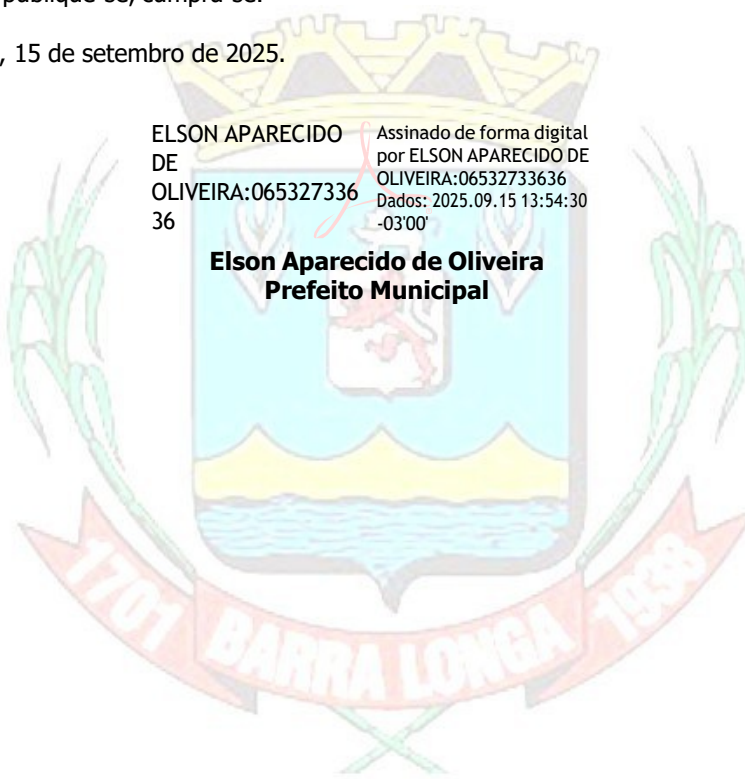 publique-se, cumpra-se.
, 15 de setembro de 2025.
ELSON APARECIDO
DE
OLIVEIRA:065327336
36
Assinado de forma digital
por ELSON APARECIDO DE
OLIVEIRA:06532733636
Dados: 2025.09.15 13:54:30
-03'00'
Elson Aparecido de Oliveira
Prefeito Municipal
1701 BARRA LONGA 1938